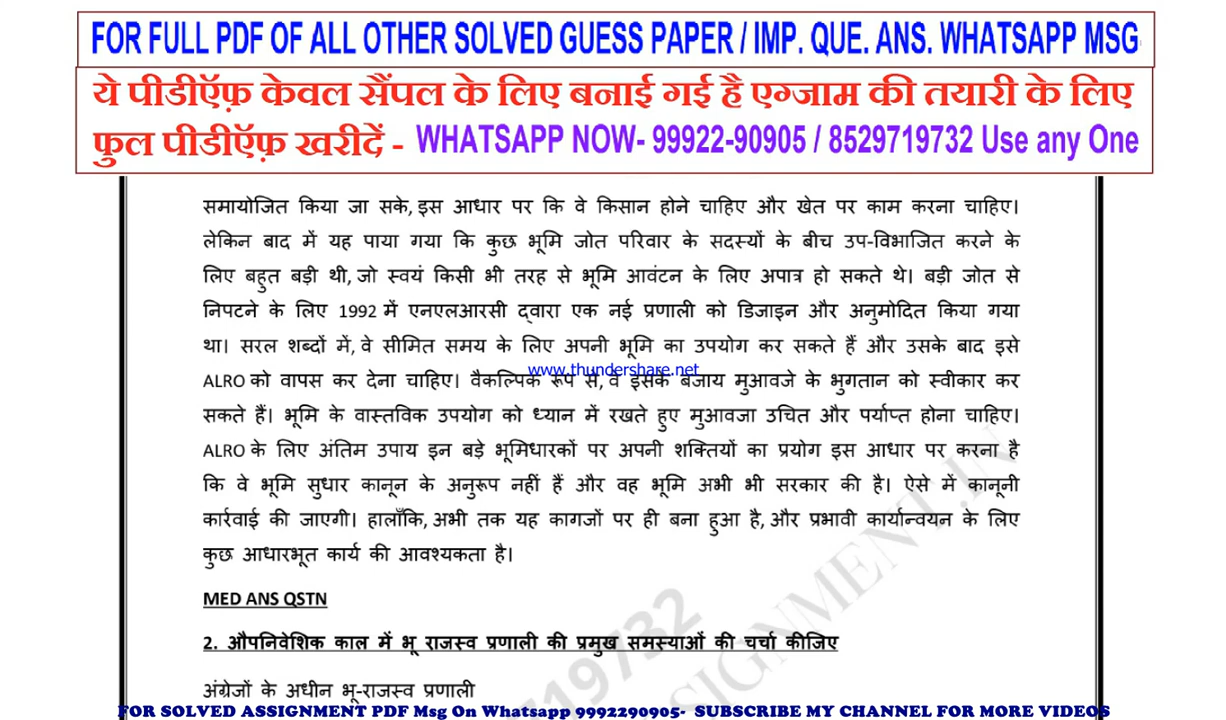 FOR FULL PDF OF ALL OTHER SOLVED GUESS PAPER / IMP. QUE. ANS. WHATSAPP MSG
ये पीडीऍफ़ केवल सैंपल के लिए बनाई गई है एग्जाम की तयारी के लिए
फुल पीडीऍफ़ खरीदें - WHATSAPP NOW- 99922-90905 / 8529719732 Use any One
समायोजित किया जा सके, इस आधार पर कि वे किसान होने चाहिए और खेत पर काम करना चाहिए।
लेकिन बाद में यह पाया गया कि कुछ भूमि जोत परिवार के सदस्यों के बीच उप-विभाजित करने के
लिए बहुत बड़ी थी, जो स्वयं किसी भी तरह से भूमि आवंटन के लिए अपात्र हो सकते थे। बड़ी जोत से
निपटने के लिए 1992 में एनएलआरसी द्वारा एक नई प्रणाली को डिजाइन और अनुमोदित किया गया
था। सरल शब्दों में, वे सीमित समय के लिए अपनी भूमि का उपयोग कर सकते हैं और उसके बाद इसे
www.thundershare.net
ALRO को वापस कर देना चाहिए। वैकल्पिक रूप से, वे इसके बजाय मुआवजे के भुगतान को स्वीकार कर
सकते हैं। भूमि के वास्तविक उपयोग को ध्यान में रखते हुए मुआवजा उचित और पर्याप्त होना चाहिए।
ALRO के लिए अंतिम उपाय इन बड़े भूमिधारकों पर अपनी शक्तियों का प्रयोग इस आधार पर करना है
कि वे भूमि सुधार कानून के अनुरूप नहीं हैं और वह भूमि अभी भी सरकार की है। ऐसे में कानूनी
कार्रवाई की जाएगी। हालाँकि, अभी तक यह कागजों पर ही बना हुआ है, और प्रभावी कार्यान्वयन के लिए
कुछ आधारभूत कार्य की आवश्यकता है।
MED ANS QSTN
2. औपनिवेशिक काल में भू राजस्व प्रणाली की प्रमुख समस्याओं की चर्चा कीजिए
अंग्रेजों के अधीन भू-राजस्व प्रणाली
FOR SOLVED ASSIGNMENT PDF Msg On Whatsapp 9992290905- SUBSCRIBE MY CHANNEL FOR MORE VIDEOS